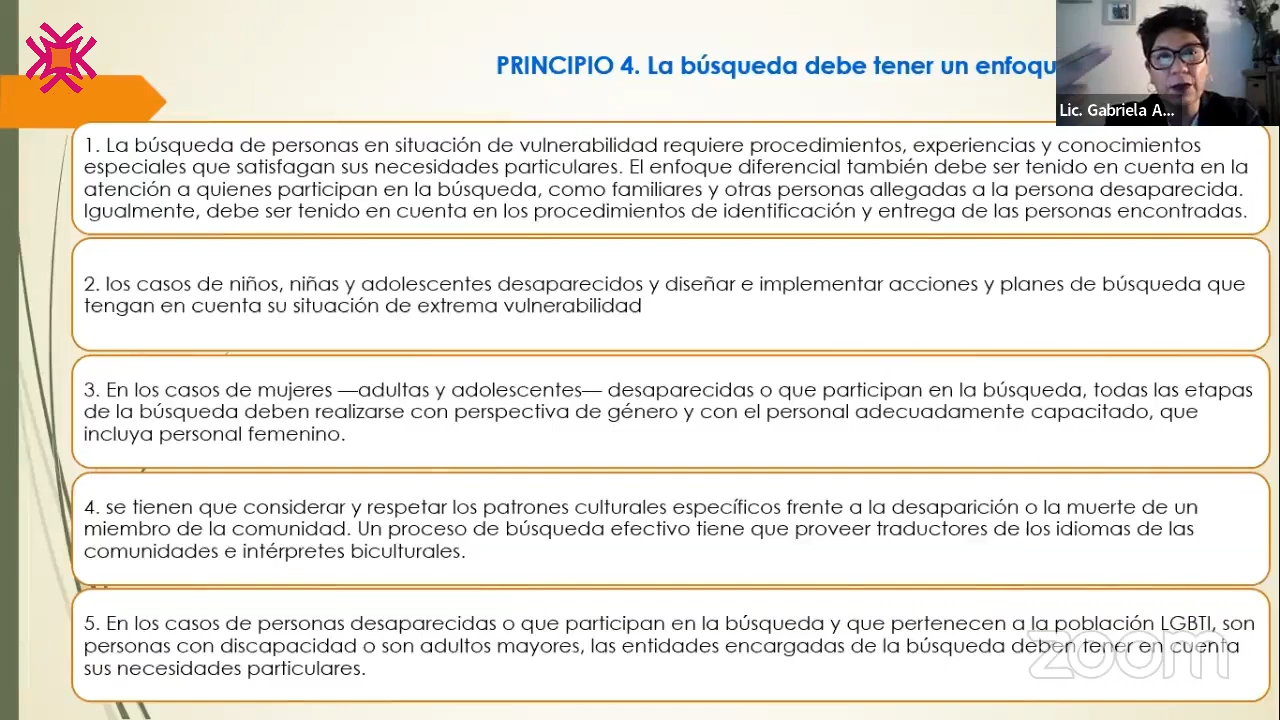 PRINCIPIO 4. La búsqueda debe tener un enfoqu
Lic. Gabriela A...
1. La búsqueda de personas en situación de vulnerabilidad requiere procedimientos, experiencias y conocimientos
especiales que satisfagan sus necesidades particulares. El enfoque diferencial también debe ser tenido en cuenta en la
atención a quienes participan en la búsqueda, como familiares y otras personas allegadas a la persona desaparecida.
Igualmente, debe ser tenido en cuenta en los procedimientos de identificación y entrega de las personas encontradas.
2. los casos de niños, niñas y adolescentes desaparecidos y diseñar e implementar acciones y planes de búsqueda que
tengan en cuenta su situación de extrema vulnerabilidad
3. En los casos de mujeres —adultas y adolescentes— desaparecidas o que participan en la búsqueda, todas las etapas
de la búsqueda deben realizarse con perspectiva de género y con el personal adecuadamente capacitado, que
incluya personal femenino.
4. se tienen que considerar y respetar los patrones culturales específicos frente a la desaparición o la muerte de un
miembro de la comunidad. Un proceso de búsqueda efectivo tiene que proveer traductores de los idiomas de las
comunidades e intérpretes biculturales.
5. En los casos de personas desaparecidas o que participan en la búsqueda y que pertenecen a la población LGBTI, son
personas con discapacidad o son adultos mayores, las entidades encargadas de la búsqueda deben tener en cuenta
sus necesidades particulares.
zoom